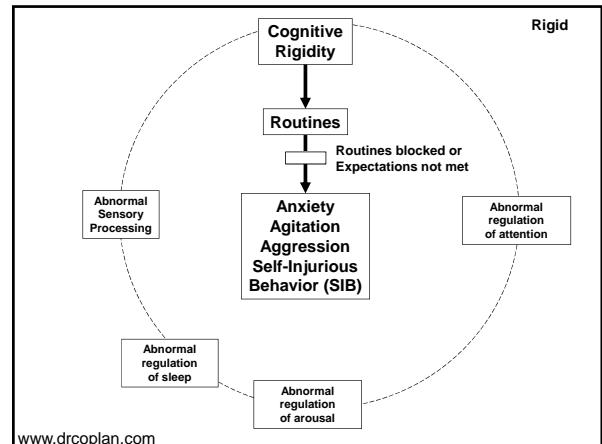 Rigid
Cognitive
Rigidity
Routines
Routines blocked or
Expectations not met
Anxiety
Agitation
Aggression
Self-Injurious
Behavior (SIB)
Abnormal
Sensory
Processing
Abnormal
regulation
of attention
Abnormal
regulation
of sleep
Abnormal
regulation
of arousal
www.drcoplan.com